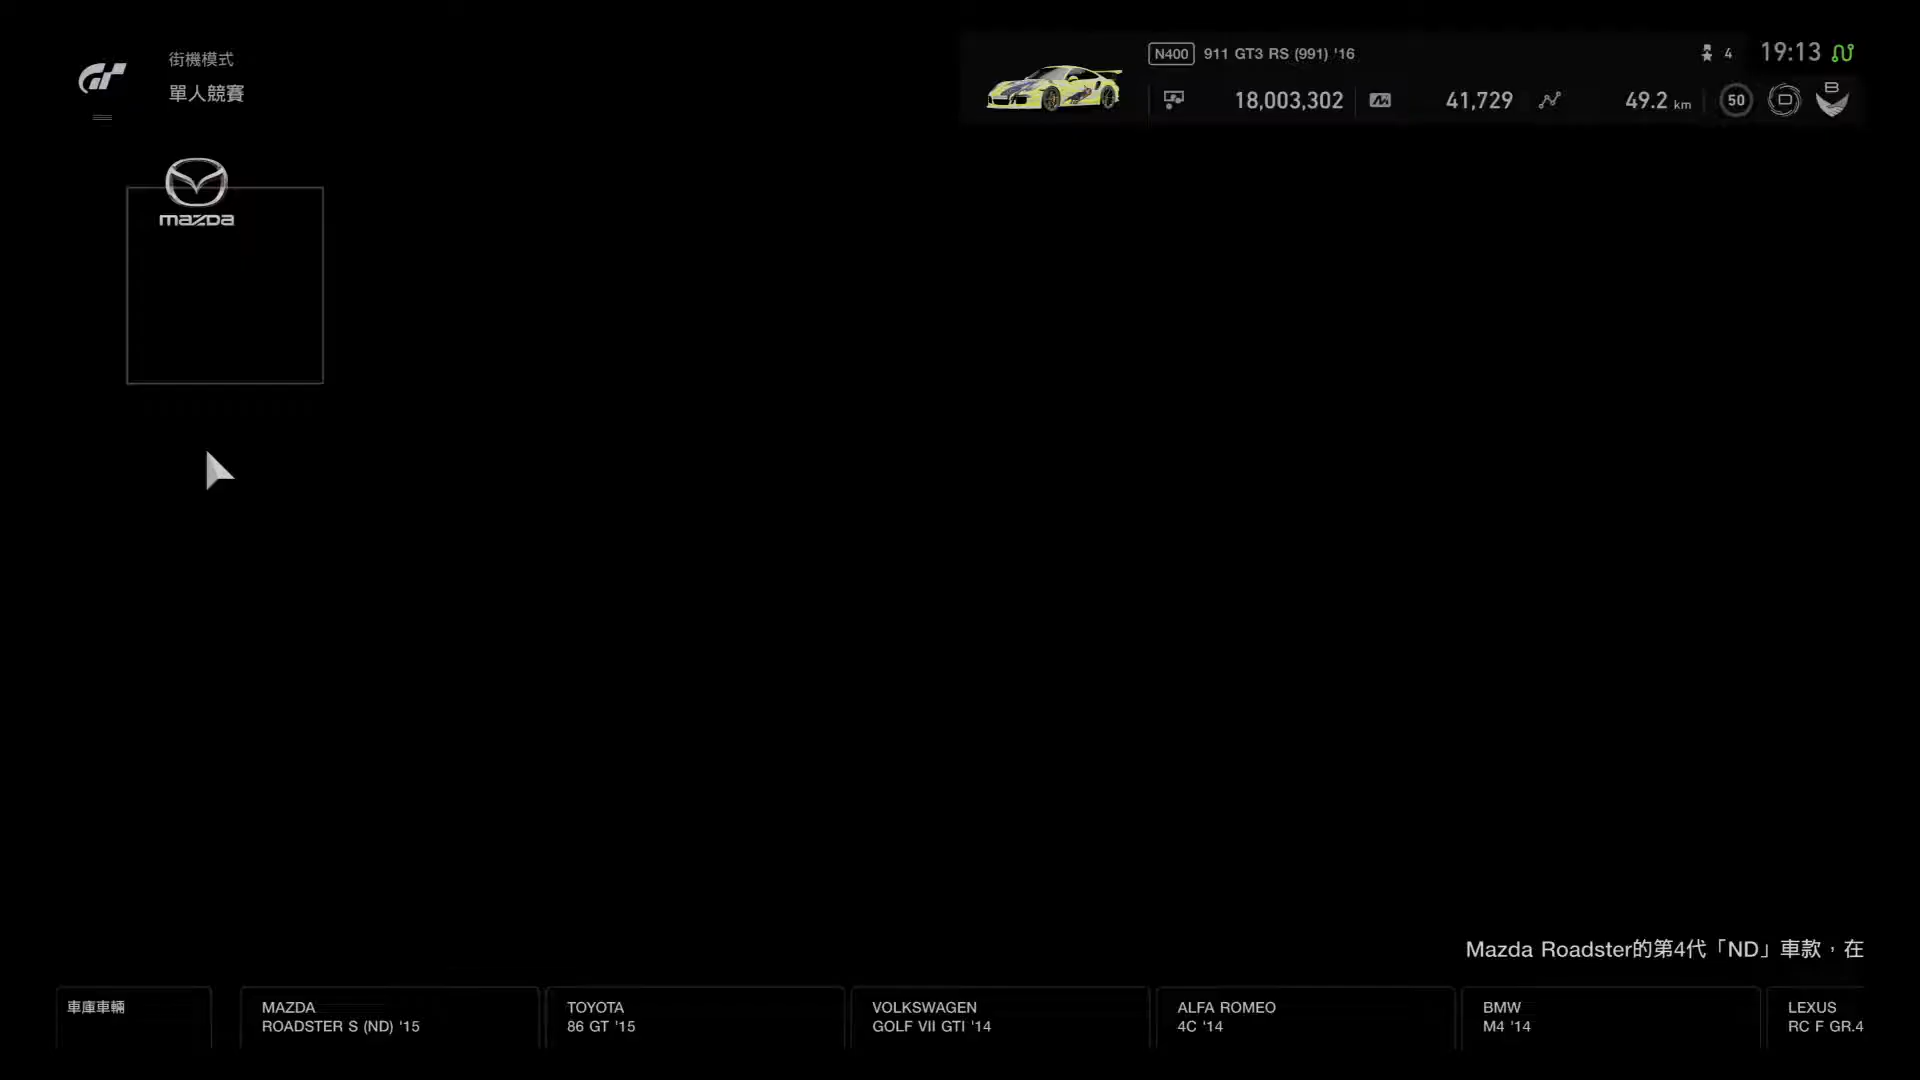 街機模式
單人競賽
N400 911 GT3 RS (991) '16
4
19:13
18,003,302
41,729
49.2 km
50
D
B
mazda
Mazda Roadster的第4代「ND」車款，在
車庫車輛
MAZDA
ROADSTER S (ND) '15
TOYOTA
86 GT '15
VOLKSWAGEN
GOLF VII GTI '14
ALFA ROMEO
4C '14
BMW
M4 '14
LEXUS
RC F GR.4